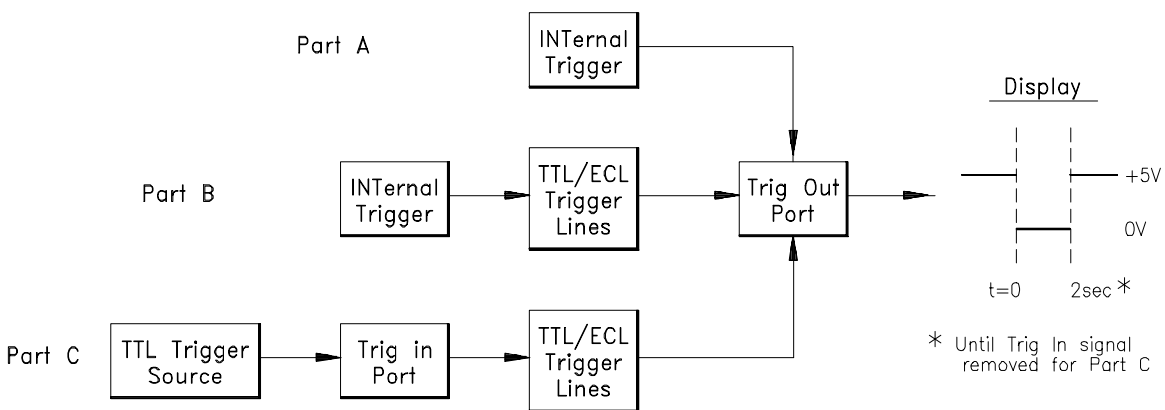 Part A
INTernal
Trigger
Display
Part B
INTernal
Trigger
TTL/ECL
Trigger
Lines
Trig Out
Port
+5V
0V
t=0
2sec *
Part C
TTL Trigger
Source
Trig in
Port
TTL/ECL
Trigger
Lines
* Until Trig In signal
removed for Part C